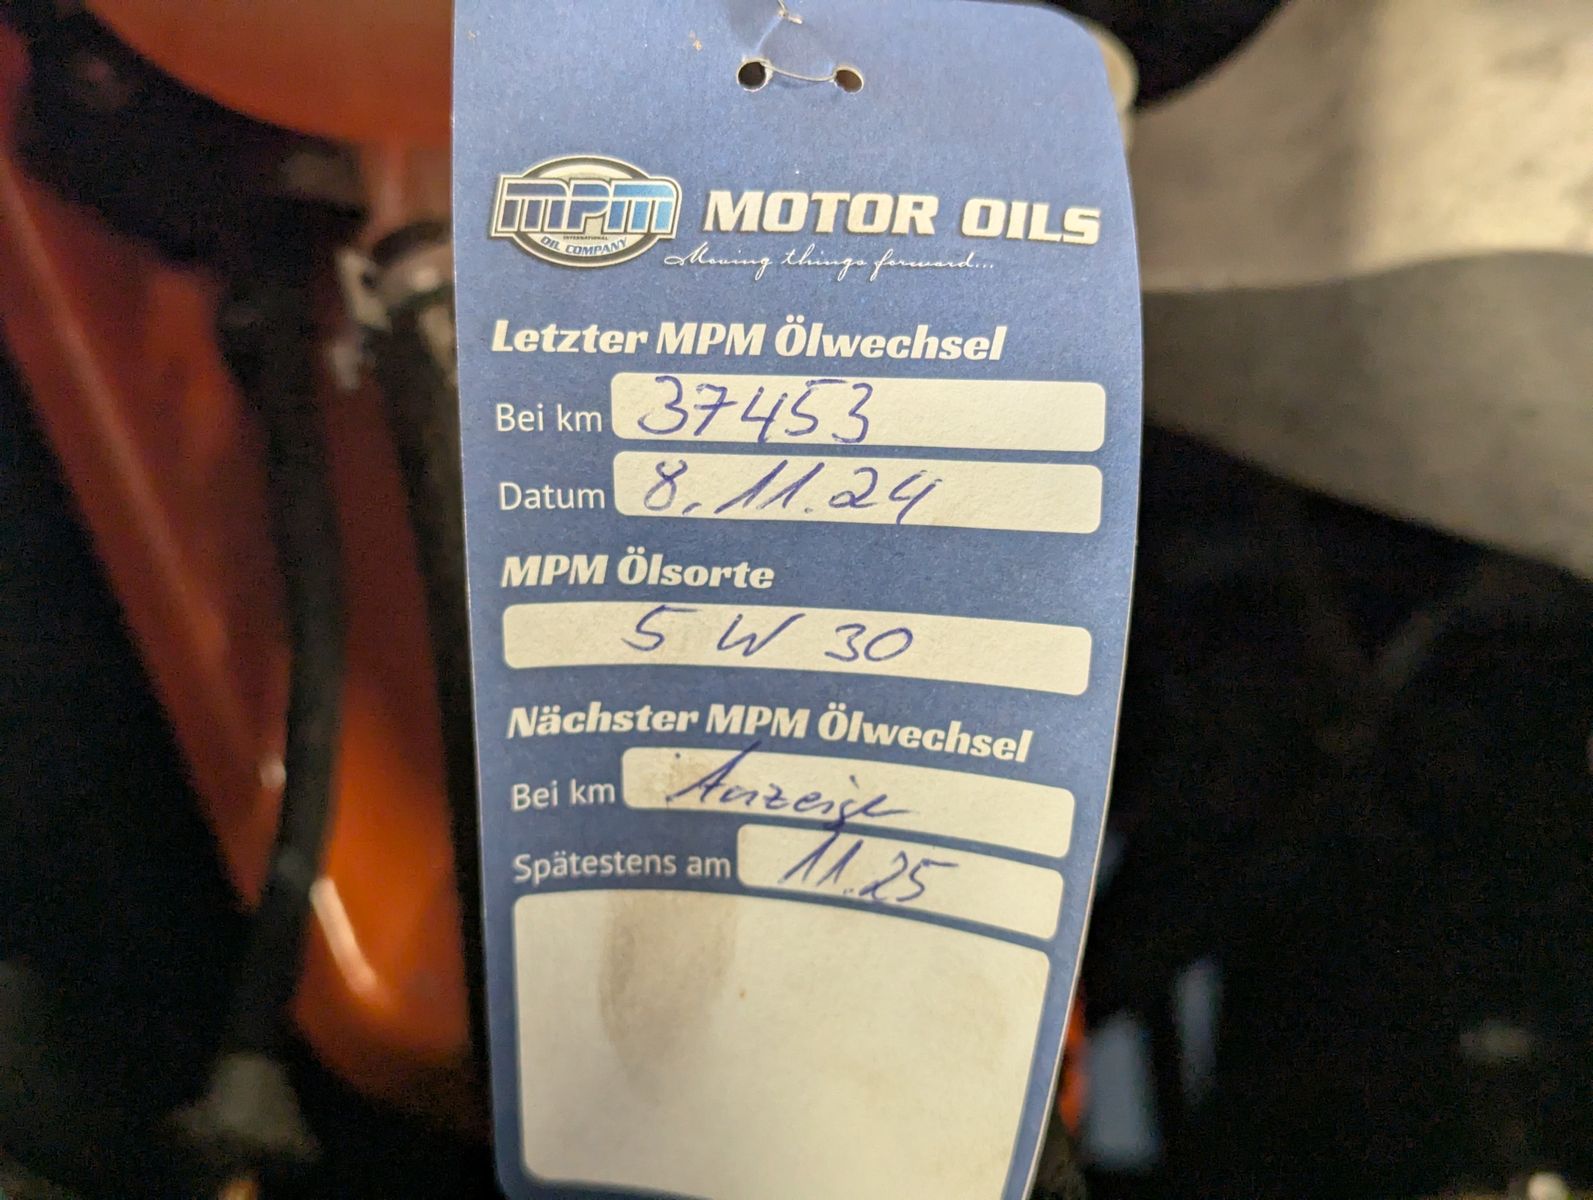 mpm MOTOR OILS
INTERNATIONAL
OIL COMPANY
Moving things forward...
Letzter MPM Ölwechsel
Bei km 37453
Datum 8.11.24
MPM Ölsorte
5 W 30
Nächster MPM Ölwechsel
Bei km Anzeige
Spätestens am 11.25